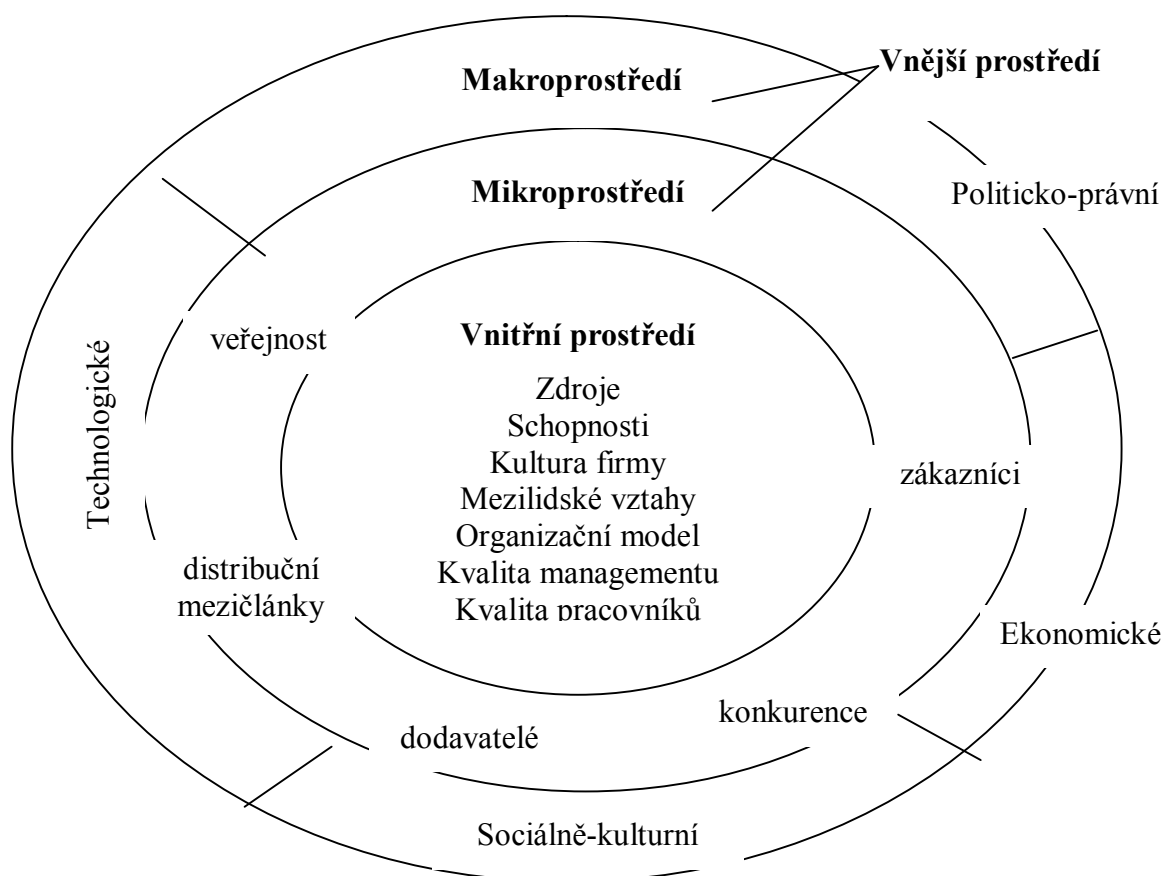 Vnější prostředí
Makroprostředí
Mikroprostředí
Politicko-právní
veřejnost
Vnitřní prostředí
Zdroje
Schopnosti
Kultura firmy
Mezilidské vztahy
Organizační model
Kvalita managementu
Kvalita pracovníků
Technologické
zákazníci
distribuční
mezičlánky
Ekonomické
konkurence
dodavatelé
Sociálně-kulturní